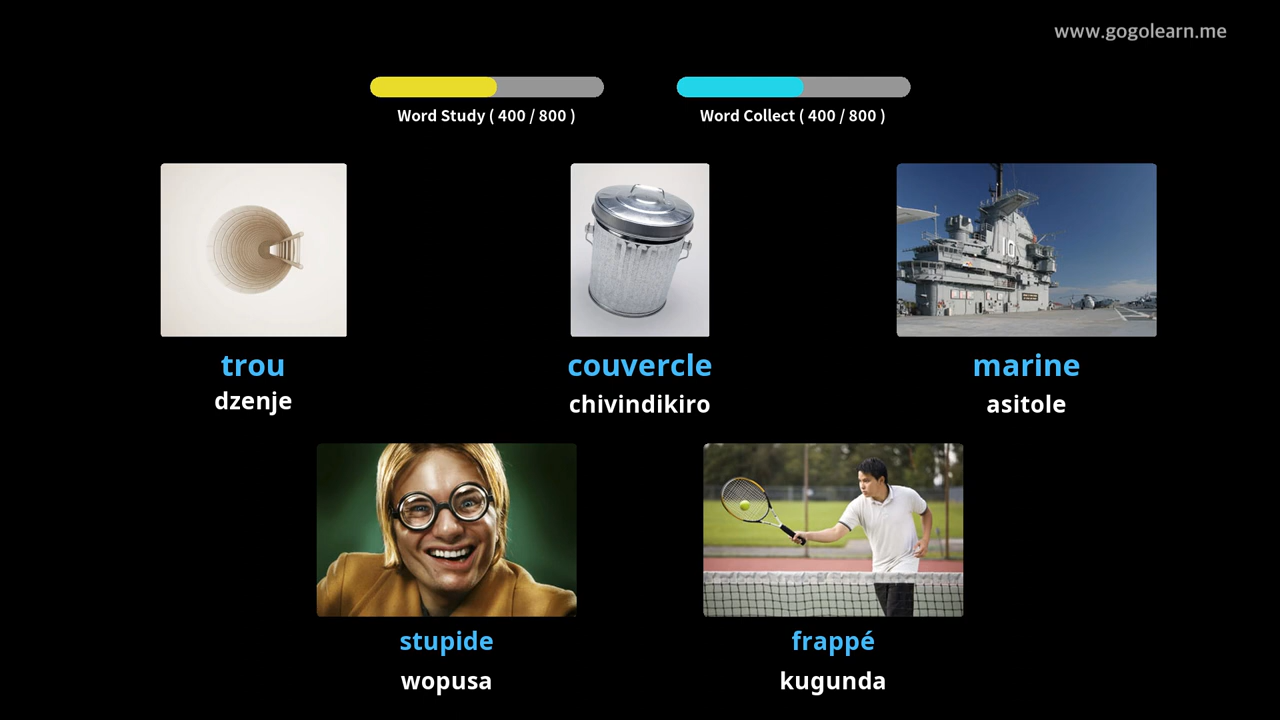 www.gogolearn.me
Word Study ( 400 / 800 )
Word Collect ( 400 / 800 )
trou
dzenje
couvercle
chivindikiro
marine
asitole
stupide
wopusa
frappé
kugunda